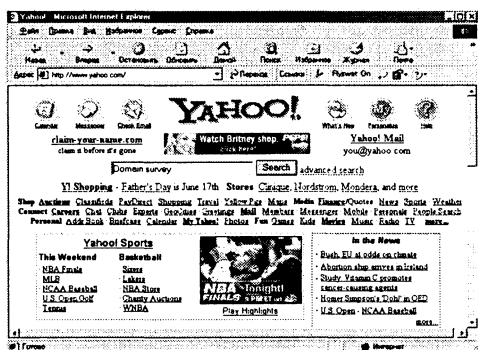 Yahoo! - Microsoft Internet Explorer
Файл Правка Вид Избранное Сервис Справка
Назад Вперед Остановить Обновить Домой Поиск Избранное Журнал Почта
Адрес http://www.yahoo.com/ Переход Ссылки Flyswat On
YAHOO!
Calendar Messenger Check Email What's New Personalize Help
claim-your-name.com
claim it before it's gone
Watch Britney shop. PEPSI
click here!
Yahoo! Mail
you@yahoo.com
Domain survey Search advanced search
Y! Shopping - Father's Day is June 17th Stores Clinique, Nordstrom, Mondera, and more
Shop Auctions Classifieds PayDirect Shopping Travel Yellow Pgs Maps Media Finance/Quotes News Sports Weather
Connect Careers Chat Clubs Experts GeoCities Greetings Mail Members Messenger Mobile Personals People Search
Personal Addr Book Briefcase Calendar My Yahoo! Photos Fun Games Kids Movies Music Radio TV more...
Yahoo! Sports
This Weekend
NBA Finals
MLB
NCAA Baseball
U.S. Open Golf
Tennis
Basketball
Sixers
Lakers
NBA Store
Charity Auctions
WNBA
NBA FINALS Tonight!
Play Highlights
In the News
Bush, EU at odds on climate
Abortion ship arrives in Ireland
Study: Vitamin C promotes
cancer-causing agents
Homer Simpson's 'Doh!' in OED
U.S. Open - NCAA Baseball
more...
Готово Интернет